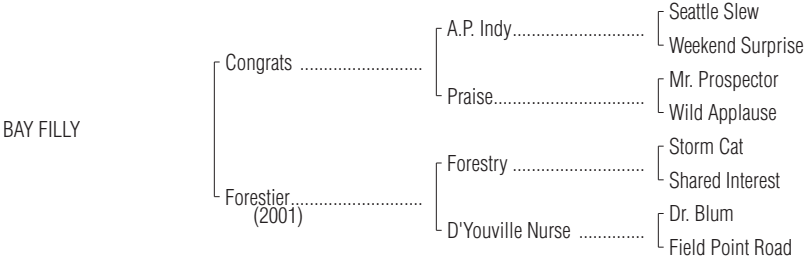 Seattle Slew
A.P. Indy............................
Weekend Surprise
Congrats ..........................
Mr. Prospector
Praise................................
Wild Applause
BAY FILLY
Storm Cat
Forestry ............................
Shared Interest
Forestier............................
(2001)
Dr. Blum
D'Youville Nurse ..............
Field Point Road